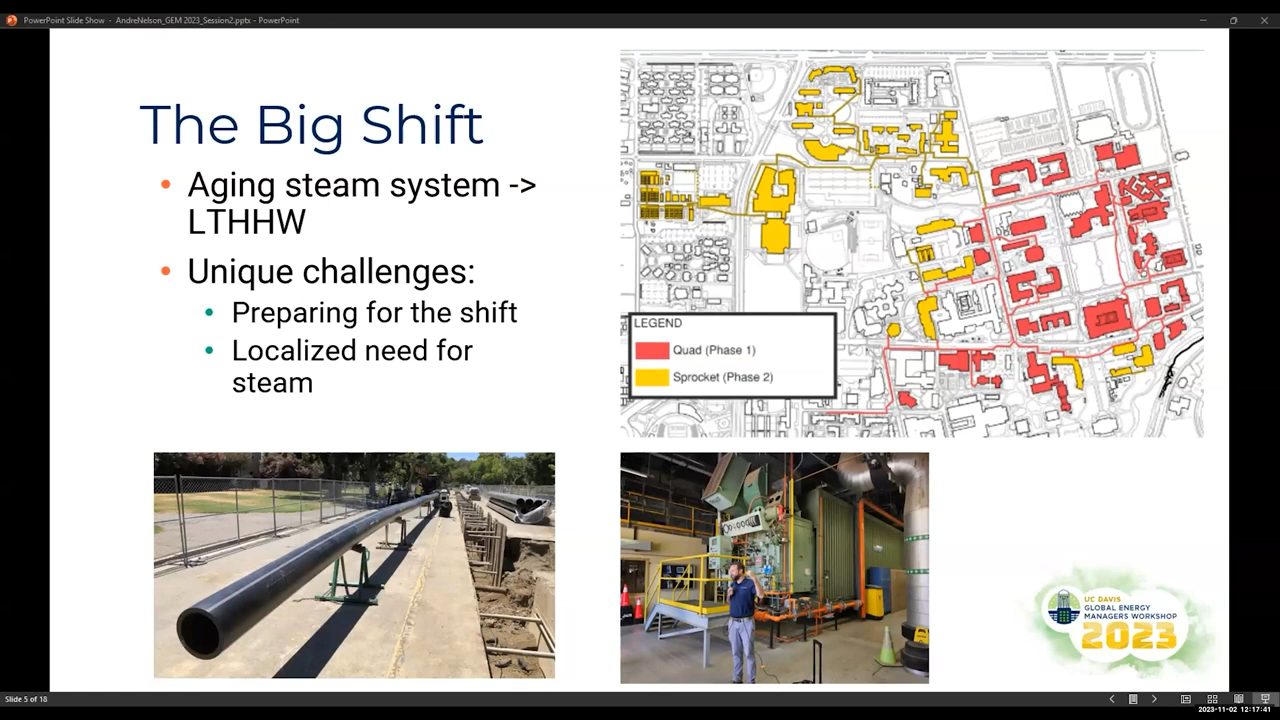 PowerPoint Slide Show - AndreNelson_GEM 2023_Session2.pptx - PowerPoint
The Big Shift
• Aging steam system ->
LTHHW
• Unique challenges:
• Preparing for the shift
• Localized need for
steam
LEGEND
Quad (Phase 1)
Sprocket (Phase 2)
UC DAVIS
GLOBAL ENERGY
MANAGERS WORKSHOP
2023
Slide 5 of 18
2023-11-02 12:17:41